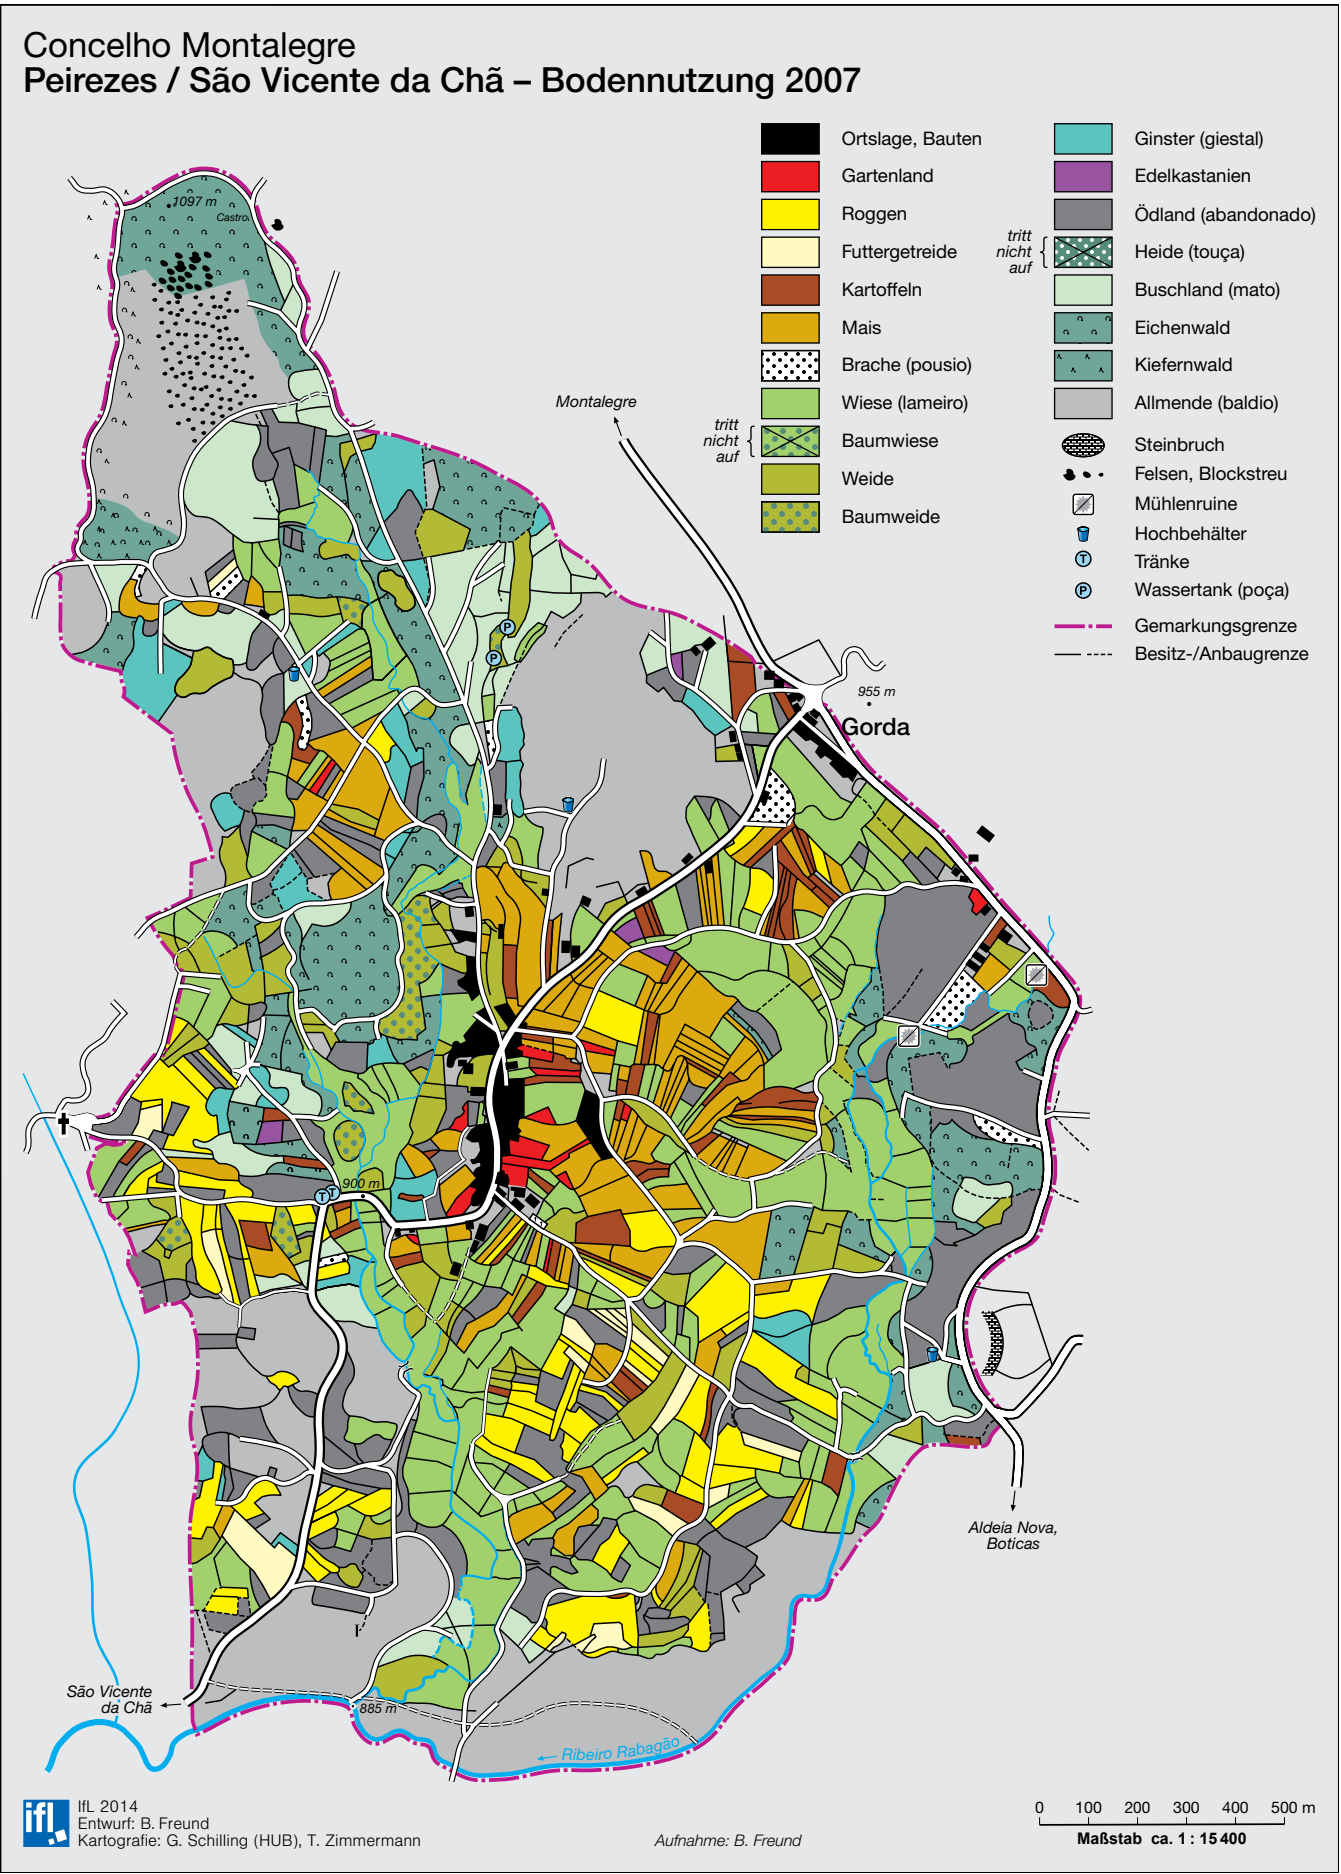 Concelho Montalegre
Peirezes / São Vicente da Chã – Bodennutzung 2007
Ortslage, Bauten
Gartenland
Roggen
Futtergetreide
Kartoffeln
Mais
Brache (pousio)
Wiese (lameiro)
tritt
nicht
auf
Baumwiese
Weide
Baumweide
Ginster (giestal)
Edelkastanien
Ödland (abandonado)
tritt
nicht
auf
Heide (touça)
Buschland (mato)
Eichenwald
Kiefernwald
Allmende (baldio)
Steinbruch
Felsen, Blockstreu
Mühlenruine
Hochbehälter
T
Tränke
P
Wassertank (poça)
Gemarkungsgrenze
Besitz-/Anbaugrenze
1097 m
Castro
Montalegre
P
P
955 m
Gorda
T
T
900 m
Aldeia Nova,
Boticas
São Vicente
da Chã
885 m
Ribeiro Rabagão
ifl
IfL 2014
Entwurf: B. Freund
Kartografie: G. Schilling (HUB), T. Zimmermann
Aufnahme: B. Freund
0 100 200 300 400 500 m
Maßstab ca. 1 : 15 400